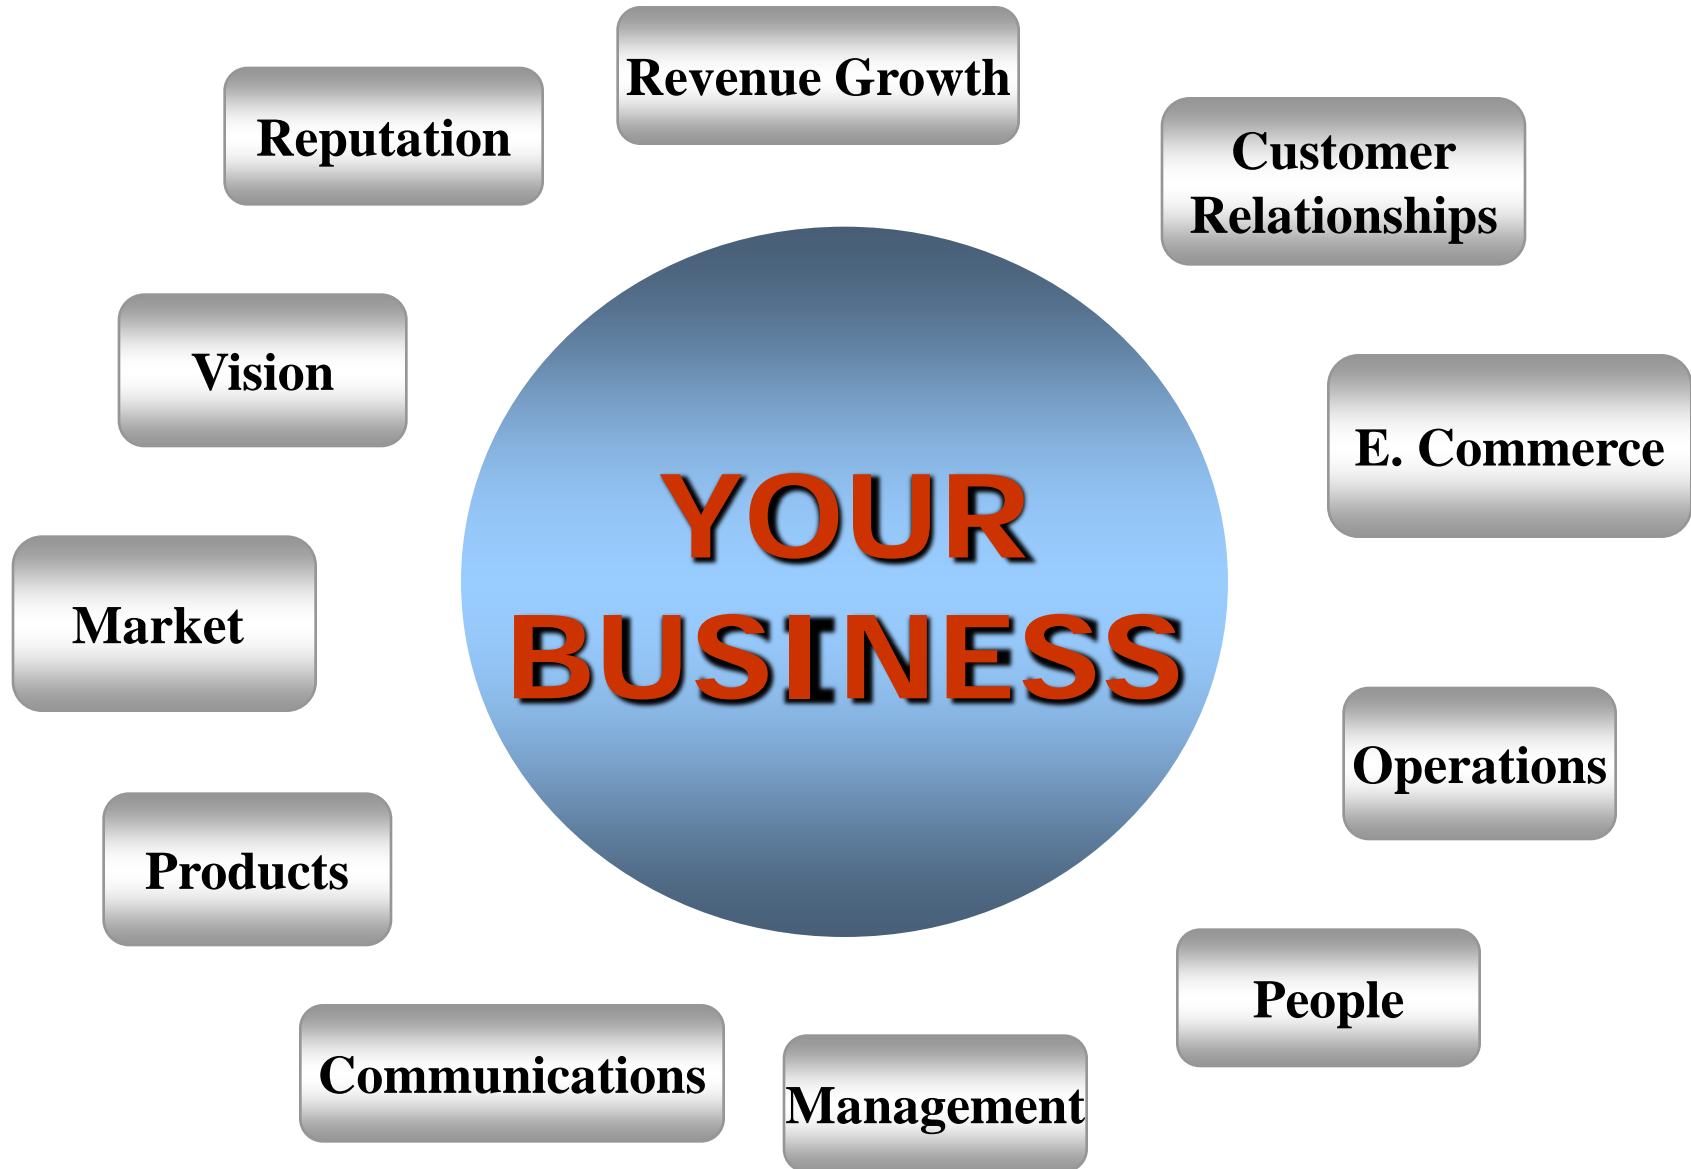 Revenue Growth
Reputation
Customer
Relationships
Vision
E. Commerce
YOUR
BUSINESS
Market
Operations
Products
People
Communications
Management